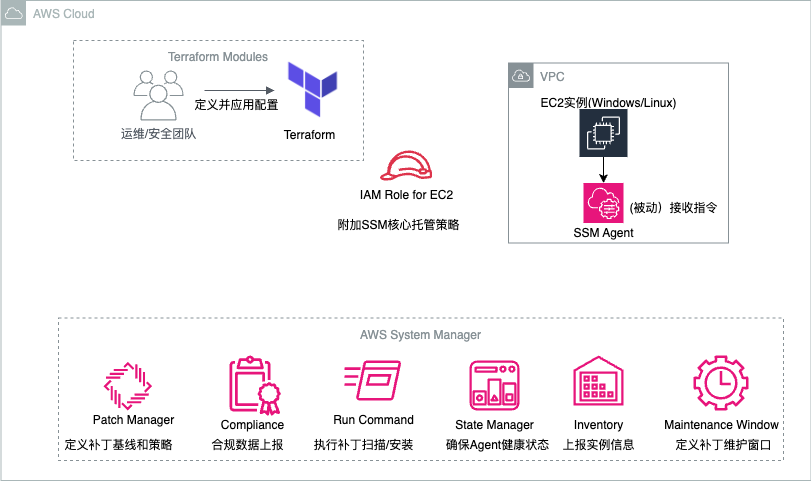 AWS Cloud
Terraform Modules
定义并应用配置
运维/安全团队
Terraform
IAM Role for EC2
附加SSM核心托管策略
VPC
EC2实例(Windows/Linux)
(被动）接收指令
SSM Agent
AWS System Manager
Patch Manager
定义补丁基线和策略
Compliance
合规数据上报
Run Command
执行补丁扫描/安装
State Manager
确保Agent健康状态
Inventory
上报实例信息
Maintenance Window
定义补丁维护窗口